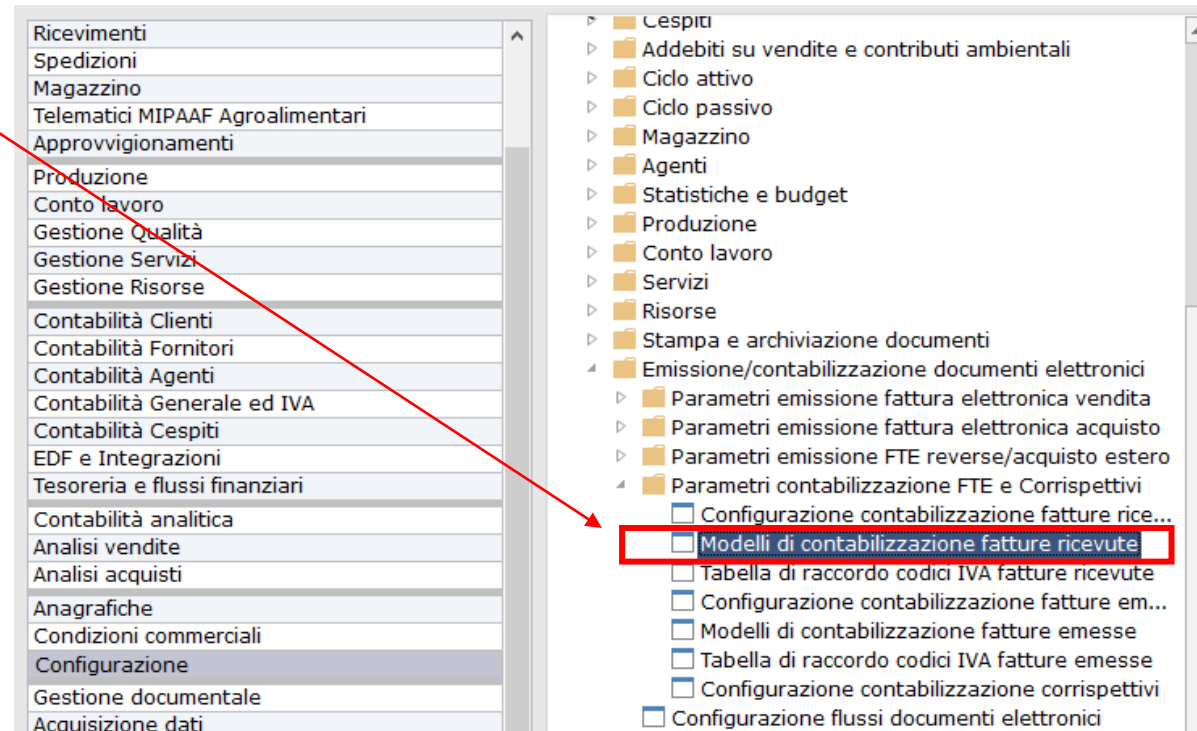 Ricevimenti
Spedizioni
Magazzino
Telematici MIPAAF Agroalimentari
Approvvigionamenti
Produzione
Conto lavoro
Gestione Qualità
Gestione Servizi
Gestione Risorse
Contabilità Clienti
Contabilità Fornitori
Contabilità Agenti
Contabilità Generale ed IVA
Contabilità Cespiti
EDF e Integrazioni
Tesoreria e flussi finanziari
Contabilità analitica
Analisi vendite
Analisi acquisti
Anagrafiche
Condizioni commerciali
Configurazione
Gestione documentale
Acquisizione dati
Cespiti
Addebiti su vendite e contributi ambientali
Ciclo attivo
Ciclo passivo
Magazzino
Agenti
Statistiche e budget
Produzione
Conto lavoro
Servizi
Risorse
Stampa e archiviazione documenti
Emissione/contabilizzazione documenti elettronici
Parametri emissione fattura elettronica vendita
Parametri emissione fattura elettronica acquisto
Parametri emissione FTE reverse/acquisto estero
Parametri contabilizzazione FTE e Corrispettivi
Configurazione contabilizzazione fatture rice...
Modelli di contabilizzazione fatture ricevute
Tabella di raccordo codici IVA fatture ricevute
Configurazione contabilizzazione fatture em...
Modelli di contabilizzazione fatture emesse
Tabella di raccordo codici IVA fatture emesse
Configurazione contabilizzazione corrispettivi
Configurazione flussi documenti elettronici